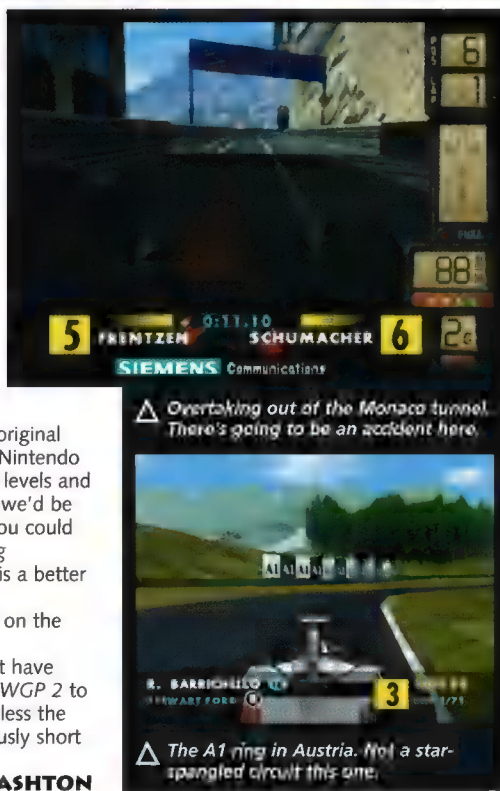 6
1
FULL
88
5 FRENTZEN 0:11.10 SCHUMACHER 6
2
SIEMENS Communications
Overtaking out of the Monaco tunnel.
There's going to be an accident here.
original
Nintendo
levels and
we'd be
ou could
g
is a better
on the
t have
WGP 2 to
less the
usly short
ASHTON
A1
R. BARRICHELLO
STEWART FORD
3
The A1 ring in Austria. Not a star-
spangled circuit this one.